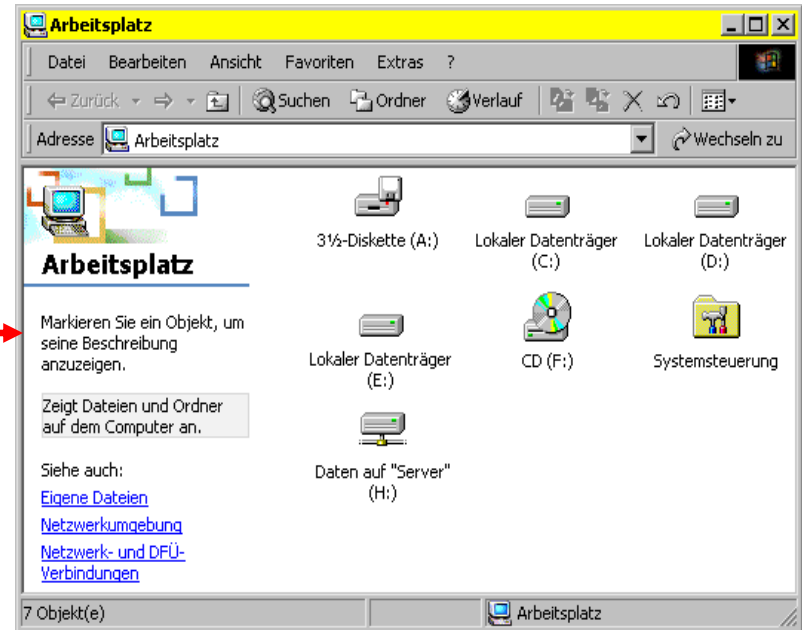 Arbeitsplatz
Datei Bearbeiten Ansicht Favoriten Extras ?
Zurück Suchen Ordner Verlauf
Adresse Arbeitsplatz Wechseln zu
Arbeitsplatz
Markieren Sie ein Objekt, um
seine Beschreibung
anzuzeigen.
Zeigt Dateien und Ordner
auf dem Computer an.
Siehe auch:
Eigene Dateien
Netzwerkumgebung
Netzwerk- und DFÜ-
Verbindungen
3½-Diskette (A:)
Lokaler Datenträger
(C:)
Lokaler Datenträger
(D:)
Lokaler Datenträger
(E:)
CD (F:)
Systemsteuerung
Daten auf "Server"
(H:)
7 Objekt(e) Arbeitsplatz